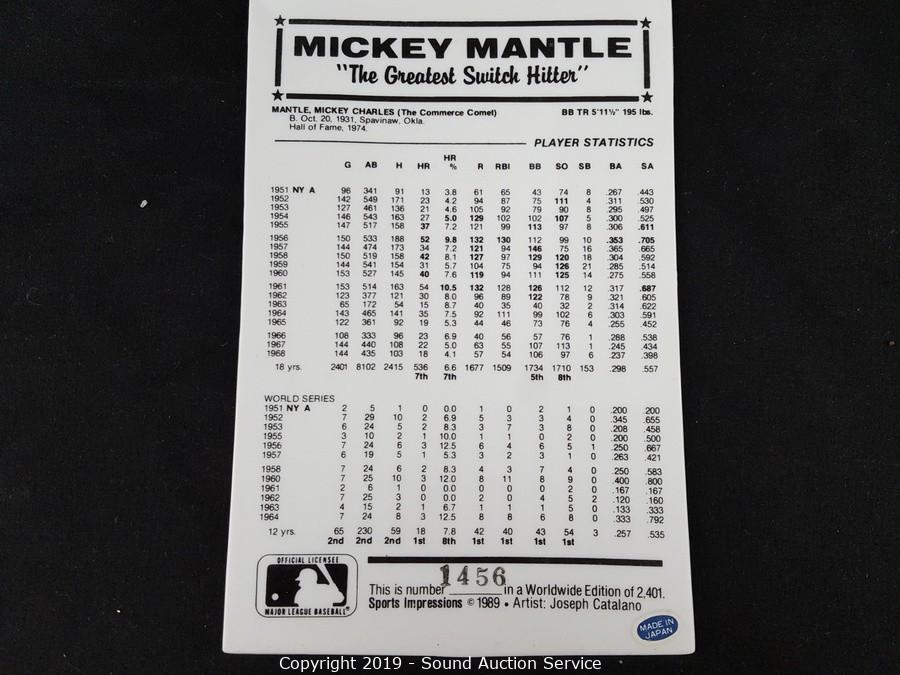 MICKEY MANTLE
"The Greatest Switch Hitter"
MANTLE, MICKEY CHARLES (The Commerce Comet) BB TR 5'11½" 195 lbs.
B. Oct. 20, 1931, Spavinaw, Okla.
Hall of Fame, 1974.
PLAYER STATISTICS
G AB H HR HR % R RBI BB SO SB BA SA
1951 NY A 96 341 91 13 3.8 61 65 43 74 8 .267 .443
1952 142 549 171 23 4.2 94 87 75 111 4 .311 .530
1953 127 461 136 21 4.6 105 92 79 90 8 .295 .497
1954 146 543 163 27 5.0 129 102 102 107 5 .300 .525
1955 147 517 158 37 7.2 121 99 113 97 8 .306 .611
1956 150 533 188 52 9.8 132 130 112 99 10 .353 .705
1957 144 474 173 34 7.2 121 94 146 75 16 .365 .665
1958 150 519 158 42 8.1 127 97 129 120 18 .304 .592
1959 144 541 154 31 5.7 104 75 94 126 21 .285 .514
1960 153 527 145 40 7.6 119 94 111 125 14 .275 .558
1961 153 514 163 54 10.5 132 128 126 112 12 .317 .687
1962 123 377 121 30 8.0 96 89 122 78 9 .321 .605
1963 65 172 54 15 8.7 40 35 40 32 2 .314 .622
1964 143 465 141 35 7.5 92 111 99 102 6 .303 .591
1965 122 361 92 19 5.3 44 46 73 76 4 .255 .452
1966 108 333 96 23 6.9 40 56 57 76 1 .288 .538
1967 144 440 108 22 5.0 63 55 107 113 1 .245 .434
1968 144 435 103 18 4.1 57 54 106 97 6 .237 .398
18 yrs. 2401 8102 2415 536 6.6 1677 1509 1734 1710 153 .298 .557
7th 7th 5th 8th
WORLD SERIES
1951 NY A 2 5 1 0 0.0 1 0 2 1 0 .200 .200
1952 7 29 10 2 6.9 5 3 3 4 0 .345 .655
1953 6 24 5 2 8.3 3 7 3 8 0 .208 .458
1955 3 10 2 1 10.0 1 1 0 2 0 .200 .500
1956 7 24 6 3 12.5 6 4 6 5 1 .250 .667
1957 6 19 5 1 5.3 3 2 3 1 0 .263 .421
1958 7 24 6 2 8.3 4 3 7 4 0 .250 .583
1960 7 25 10 3 12.0 8 11 8 9 0 .400 .800
1961 2 6 1 0 0.0 0 0 0 2 0 .167 .167
1962 7 25 3 0 0.0 2 0 4 5 2 .120 .160
1963 4 15 2 1 6.7 1 1 1 5 0 .133 .333
1964 7 24 8 3 12.5 8 8 6 8 0 .333 .792
12 yrs. 65 230 59 18 7.8 42 40 43 54 3 .257 .535
2nd 2nd 2nd 1st 8th 1st 1st 1st 1st
OFFICIAL LICENSEE
MAJOR LEAGUE BASEBALL®
This is number 1456 in a Worldwide Edition of 2,401.
Sports Impressions © 1989 • Artist: Joseph Catalano
MADE IN
JAPAN
Copyright 2019 - Sound Auction Service